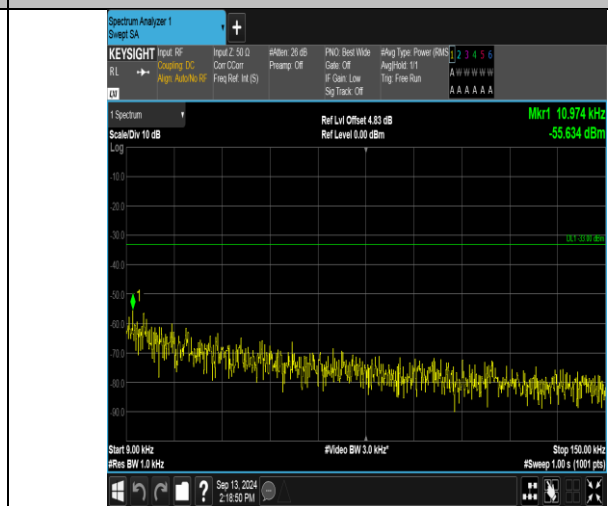 Spectrum Analyzer 1
Swept SA
+
KEYSIGHT
RL
Input: RF
Coupling: DC
Align: Auto/No RF
Input Z: 50 Ω
Corr CCorr
Freq Ref: Int (S)
#Atten: 26 dB
Preamp: Off
PNO: Best Wide
Gate: Off
IF Gain: Low
Sig Track: Off
#Avg Type: Power (RMS
Avg|Hold: 1/1
Trig: Free Run
1 2 3 4 5 6
A W W W W W
A A A A A A
1 Spectrum
Scale/Div 10 dB
Ref Lvl Offset 4.83 dB
Ref Level 0.00 dBm
Mkr1 10.974 kHz
-55.634 dBm
Log
-10.0
-20.0
-30.0
DL1 -33.00 dBm
-40.0
-50.0
1
-60.0
-70.0
-80.0
-90.0
Start 9.00 kHz
#Res BW 1.0 kHz
#Video BW 3.0 kHz*
Stop 150.00 kHz
#Sweep 1.00 s (1001 pts)
?
Sep 13, 2024
2:18:50 PM